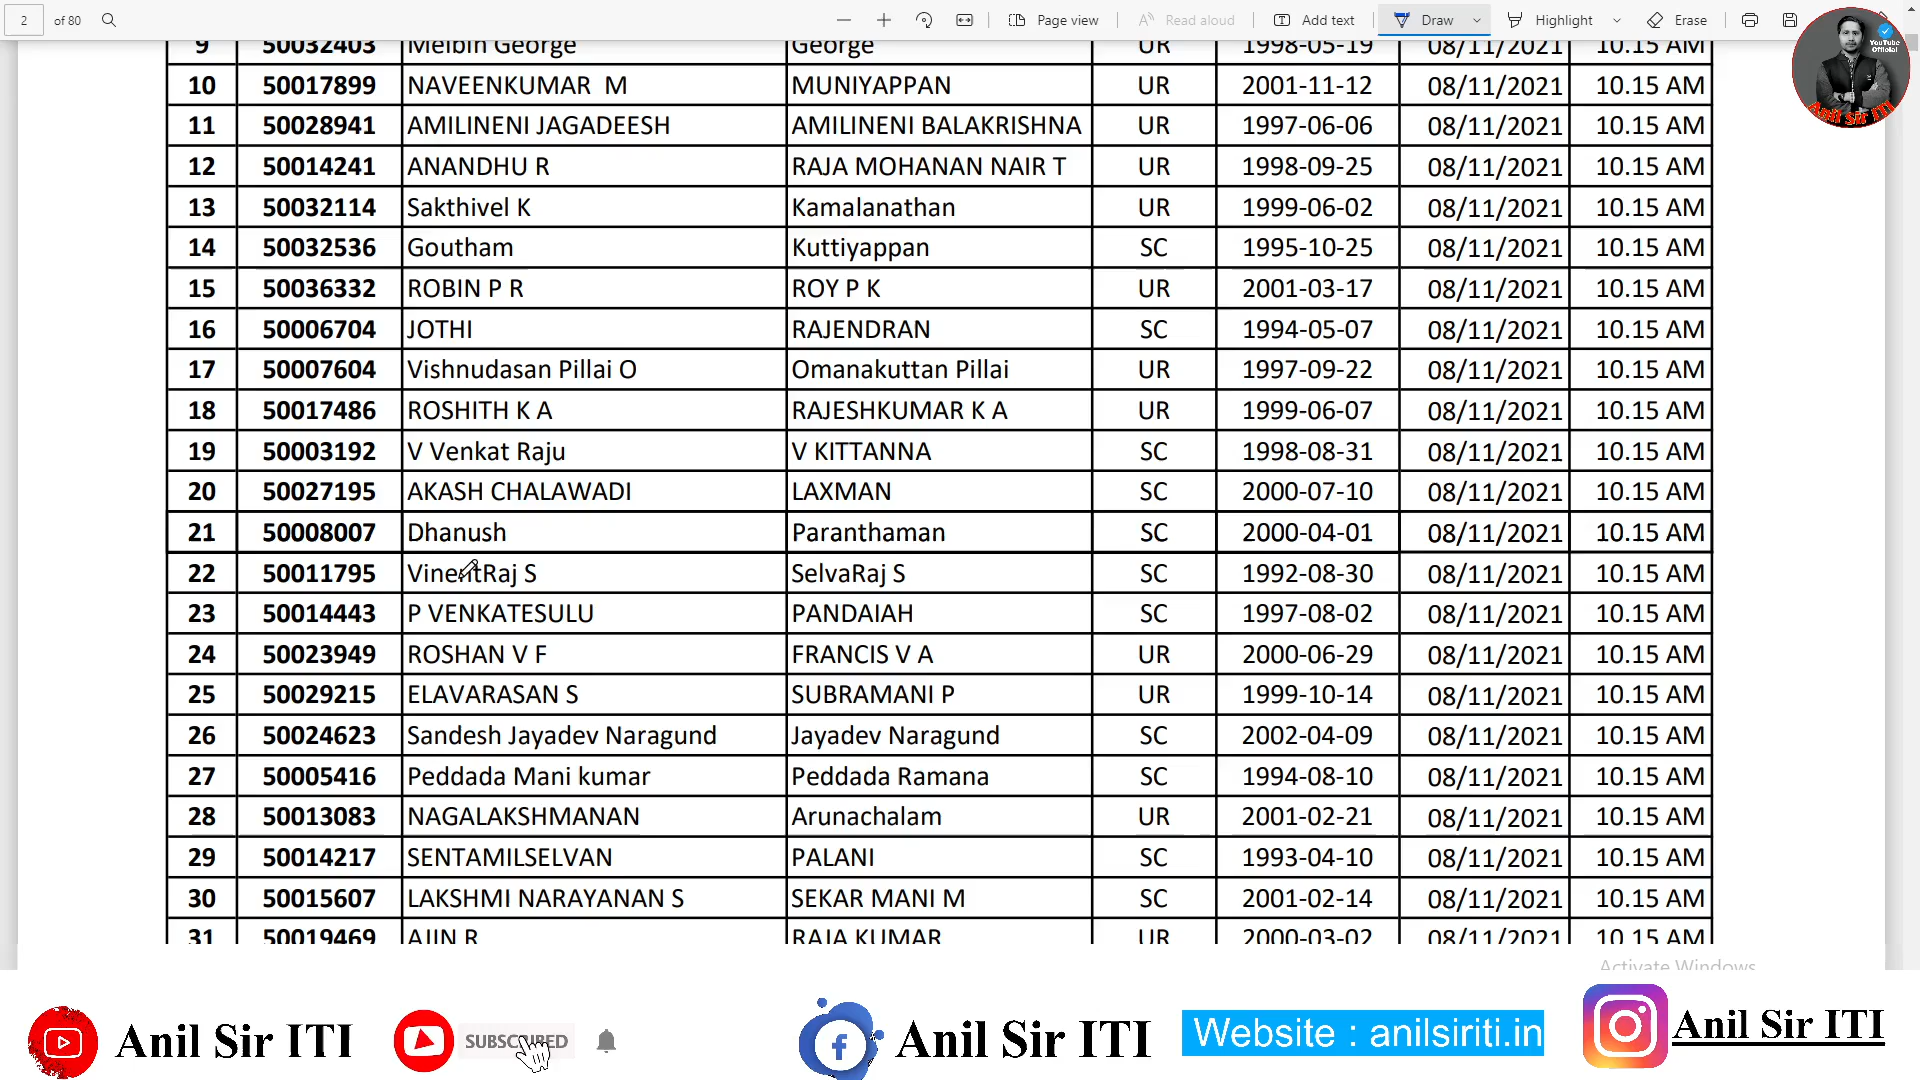 2 of 80 Page view Read aloud Add text Draw Highlight Erase
YouTube Official
Anil Sir ITI
9 50032403 Melbin George George UR 1998-05-19 08/11/2021 10.15 AM
10 50017899 NAVEENKUMAR M MUNIYAPPAN UR 2001-11-12 08/11/2021 10.15 AM
11 50028941 AMILINENI JAGADEESH AMILINENI BALAKRISHNA UR 1997-06-06 08/11/2021 10.15 AM
12 50014241 ANANDHU R RAJA MOHANAN NAIR T UR 1998-09-25 08/11/2021 10.15 AM
13 50032114 Sakthivel K Kamalanathan UR 1999-06-02 08/11/2021 10.15 AM
14 50032536 Goutham Kuttiyappan SC 1995-10-25 08/11/2021 10.15 AM
15 50036332 ROBIN P R ROY P K UR 2001-03-17 08/11/2021 10.15 AM
16 50006704 JOTHI RAJENDRAN SC 1994-05-07 08/11/2021 10.15 AM
17 50007604 Vishnudasan Pillai O Omanakuttan Pillai UR 1997-09-22 08/11/2021 10.15 AM
18 50017486 ROSHITH K A RAJESHKUMAR K A UR 1999-06-07 08/11/2021 10.15 AM
19 50003192 V Venkat Raju V KITTANNA SC 1998-08-31 08/11/2021 10.15 AM
20 50027195 AKASH CHALAWADI LAXMAN SC 2000-07-10 08/11/2021 10.15 AM
21 50008007 Dhanush Paranthaman SC 2000-04-01 08/11/2021 10.15 AM
22 50011795 VinentRaj S SelvaRaj S SC 1992-08-30 08/11/2021 10.15 AM
23 50014443 P VENKATESULU PANDAIAH SC 1997-08-02 08/11/2021 10.15 AM
24 50023949 ROSHAN V F FRANCIS V A UR 2000-06-29 08/11/2021 10.15 AM
25 50029215 ELAVARASAN S SUBRAMANI P UR 1999-10-14 08/11/2021 10.15 AM
26 50024623 Sandesh Jayadev Naragund Jayadev Naragund SC 2002-04-09 08/11/2021 10.15 AM
27 50005416 Peddada Mani kumar Peddada Ramana SC 1994-08-10 08/11/2021 10.15 AM
28 50013083 NAGALAKSHMANAN Arunachalam UR 2001-02-21 08/11/2021 10.15 AM
29 50014217 SENTAMILSELVAN PALANI SC 1993-04-10 08/11/2021 10.15 AM
30 50015607 LAKSHMI NARAYANAN S SEKAR MANI M SC 2001-02-14 08/11/2021 10.15 AM
31 50019469 AJIN R RAJA KUMAR UR 2000-03-02 08/11/2021 10.15 AM
Activate Windows
Anil Sir ITI SUBSCRIBED Anil Sir ITI Website : anilsiriti.in Anil Sir ITI